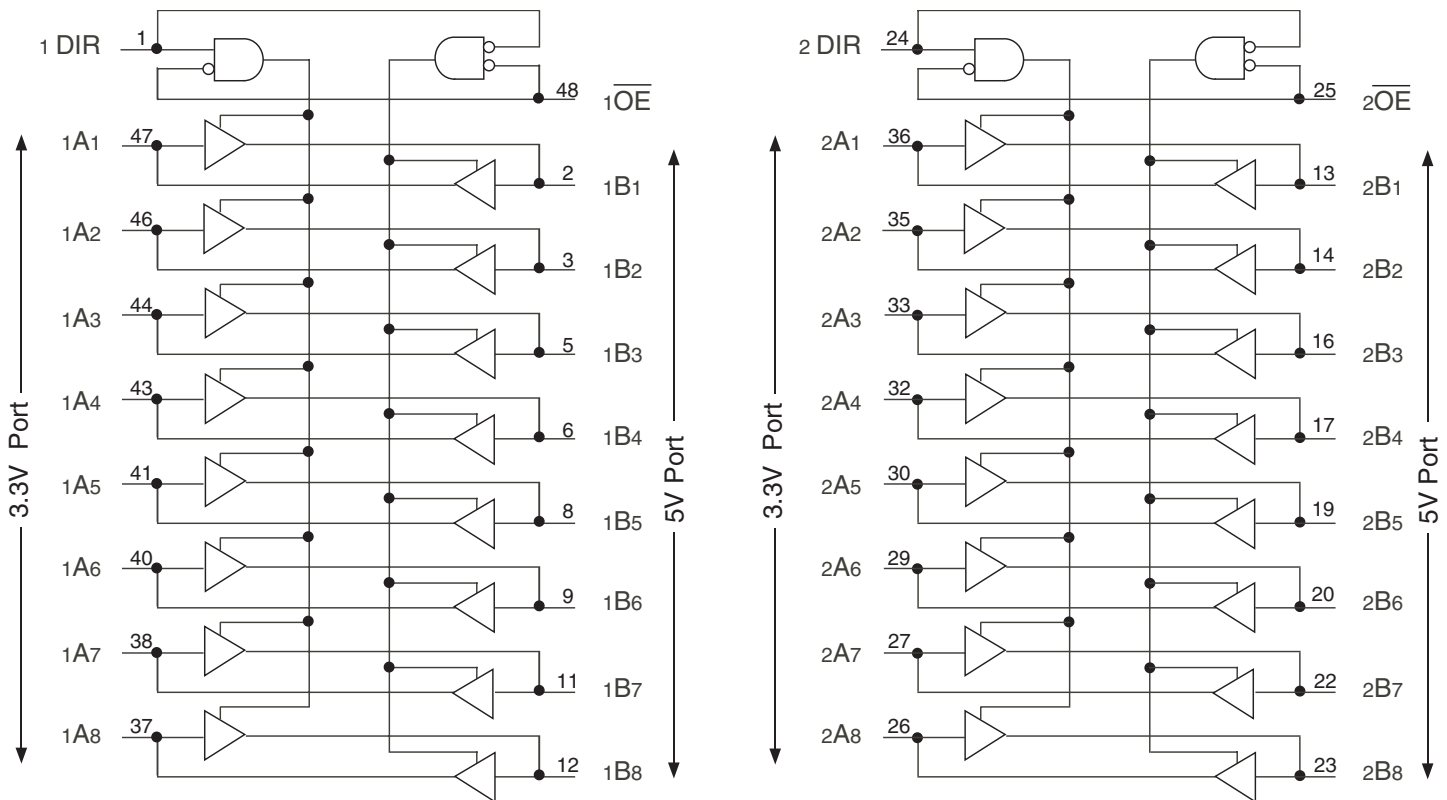 1 DIR 1
48 1OE
1A1 47
2 1B1
1A2 46
3 1B2
1A3 44
5 1B3
1A4 43
6 1B4
1A5 41
8 1B5
1A6 40
9 1B6
1A7 38
11 1B7
1A8 37
12 1B8
3.3V Port
5V Port
2 DIR 24
25 2OE
2A1 36
13 2B1
2A2 35
14 2B2
2A3 33
16 2B3
2A4 32
17 2B4
2A5 30
19 2B5
2A6 29
20 2B6
2A7 27
22 2B7
2A8 26
23 2B8
3.3V Port
5V Port